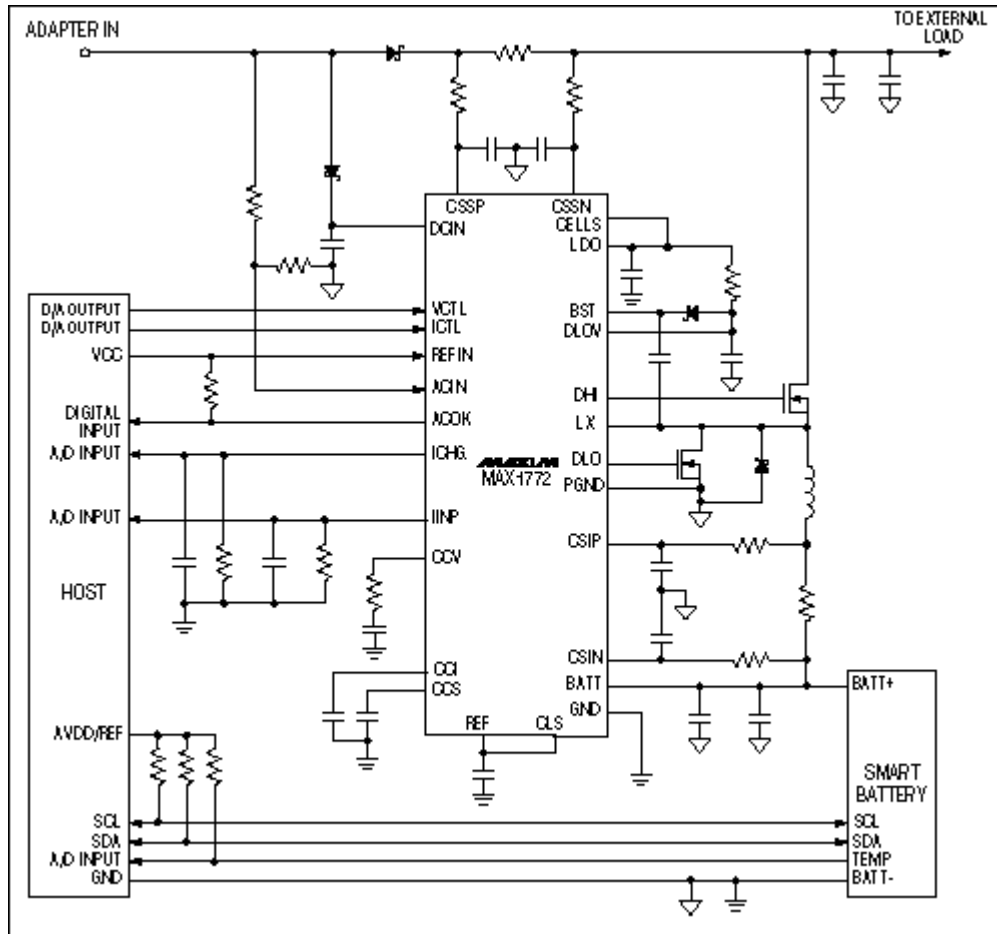 ADAPTER IN
TO EXTERNAL
LOAD
CSSP
CSSN
CELLS
DCIN
LDO
D/A OUTPUT
VCTL
BST
D/A OUTPUT
ICTL
DLOV
VCC
REFIN
ACIN
DHI
DIGITAL
INPUT
ACOK
LX
A/D INPUT
ICHG
MAXIM
MAX1772
DLO
PGND
A/D INPUT
IINP
CSIP
CCV
HOST
CSIN
CCI
CCS
BATT
BATT+
GND
REF
CLS
AVDD/REF
SMART
BATTERY
SCL
SCL
SDA
SDA
A/D INPUT
TEMP
GND
BATT-